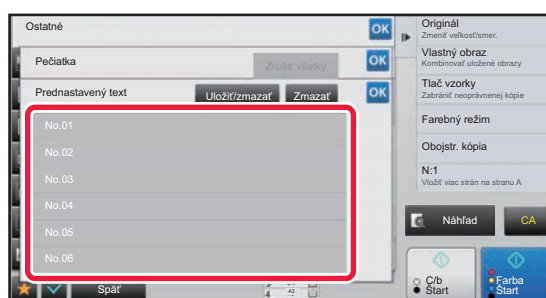 Ostatné
OK
Pečiatka
Zrušiť všetky
OK
Prednastavený text
Uložiť/zmazať
Zmazať
OK
No.01
No.02
No.03
No.04
No.05
No.06
Späť
A3
Originál
Zmeniť veľkosť/smer.
Vlastný obraz
Kombinovať uložené obrazy
Tlač vzorky
Zabrániť neoprávnenej kópie
Farebný režim
Obojstr. kópia
N:1
Vložiť viac strán na stranu A
Náhľad
CA
Č/b
Štart
Farba
Štart